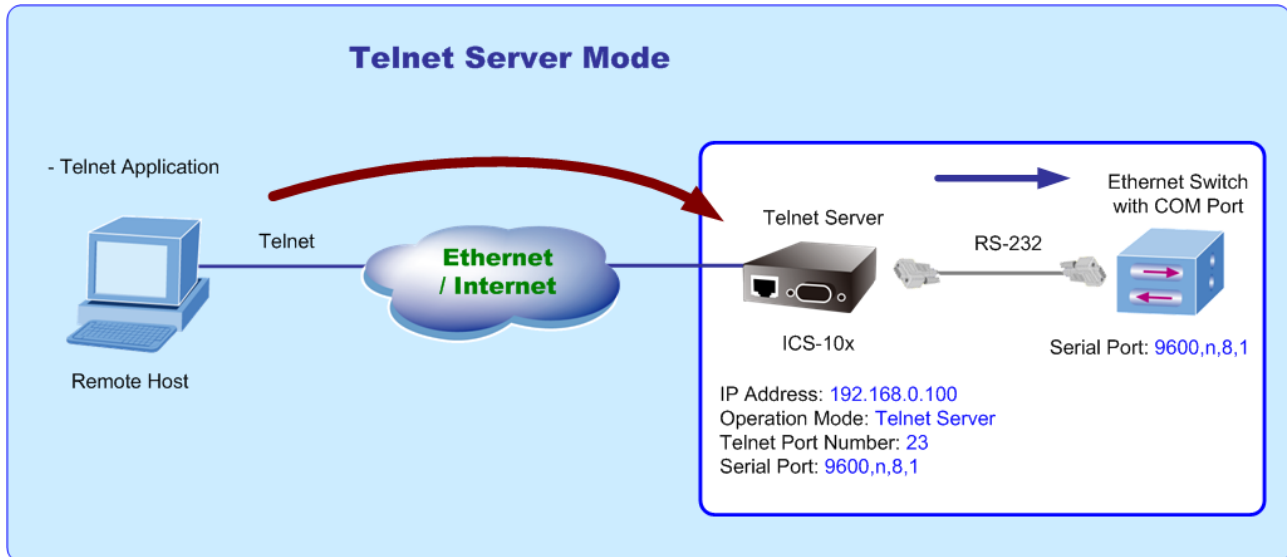 Telnet Server Mode
- Telnet Application
Telnet
Remote Host
Ethernet
/ Internet
Telnet Server
ICS-10x
IP Address: 192.168.0.100
Operation Mode: Telnet Server
Telnet Port Number: 23
Serial Port: 9600,n,8,1
RS-232
Ethernet Switch
with COM Port
Serial Port: 9600,n,8,1